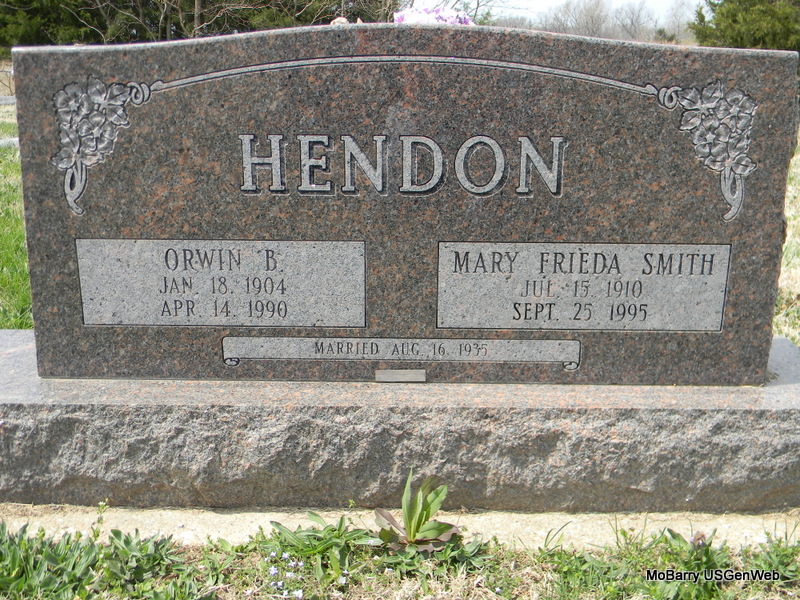 HENDON
ORWIN B.
JAN. 18, 1904
APR. 14, 1990
MARY FRIEDA SMITH
JUL. 15, 1910
SEPT. 25, 1995
MARRIED AUG. 16, 1935
MoBarry USGenWeb